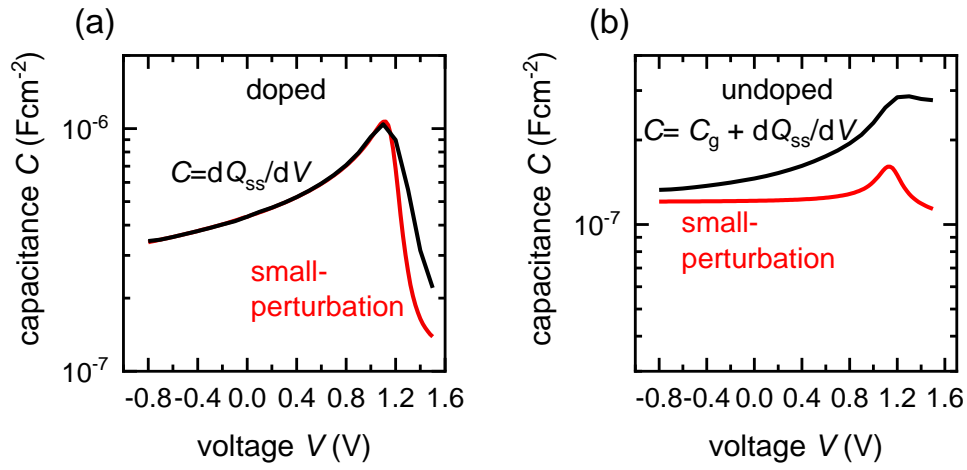 (a)
capacitance C (Fcm-2)
10-6
10-7
doped
C=dQss/dV
small-
perturbation
-0.8 -0.4 0.0 0.4 0.8 1.2 1.6
voltage V (V)
(b)
capacitance C (Fcm-2)
10-7
undoped
C= Cg + dQss/dV
small-
perturbation
-0.8 -0.4 0.0 0.4 0.8 1.2 1.6
voltage V (V)